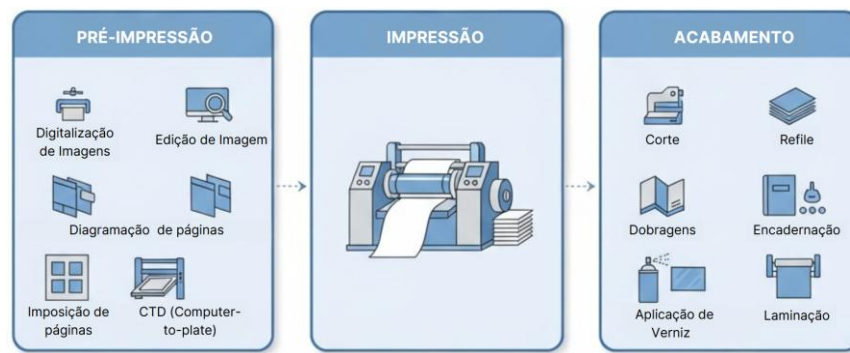 PRÉ-IMPRESSÃO
Digitalização
de Imagens
Edição de Imagem
Diagramação de páginas
Imposição de
páginas
CTD (Computer-
to-plate)
IMPRESSÃO
ACABAMENTO
Corte
Refile
Dobragens
Encadernação
Aplicação de
Verniz
Laminação